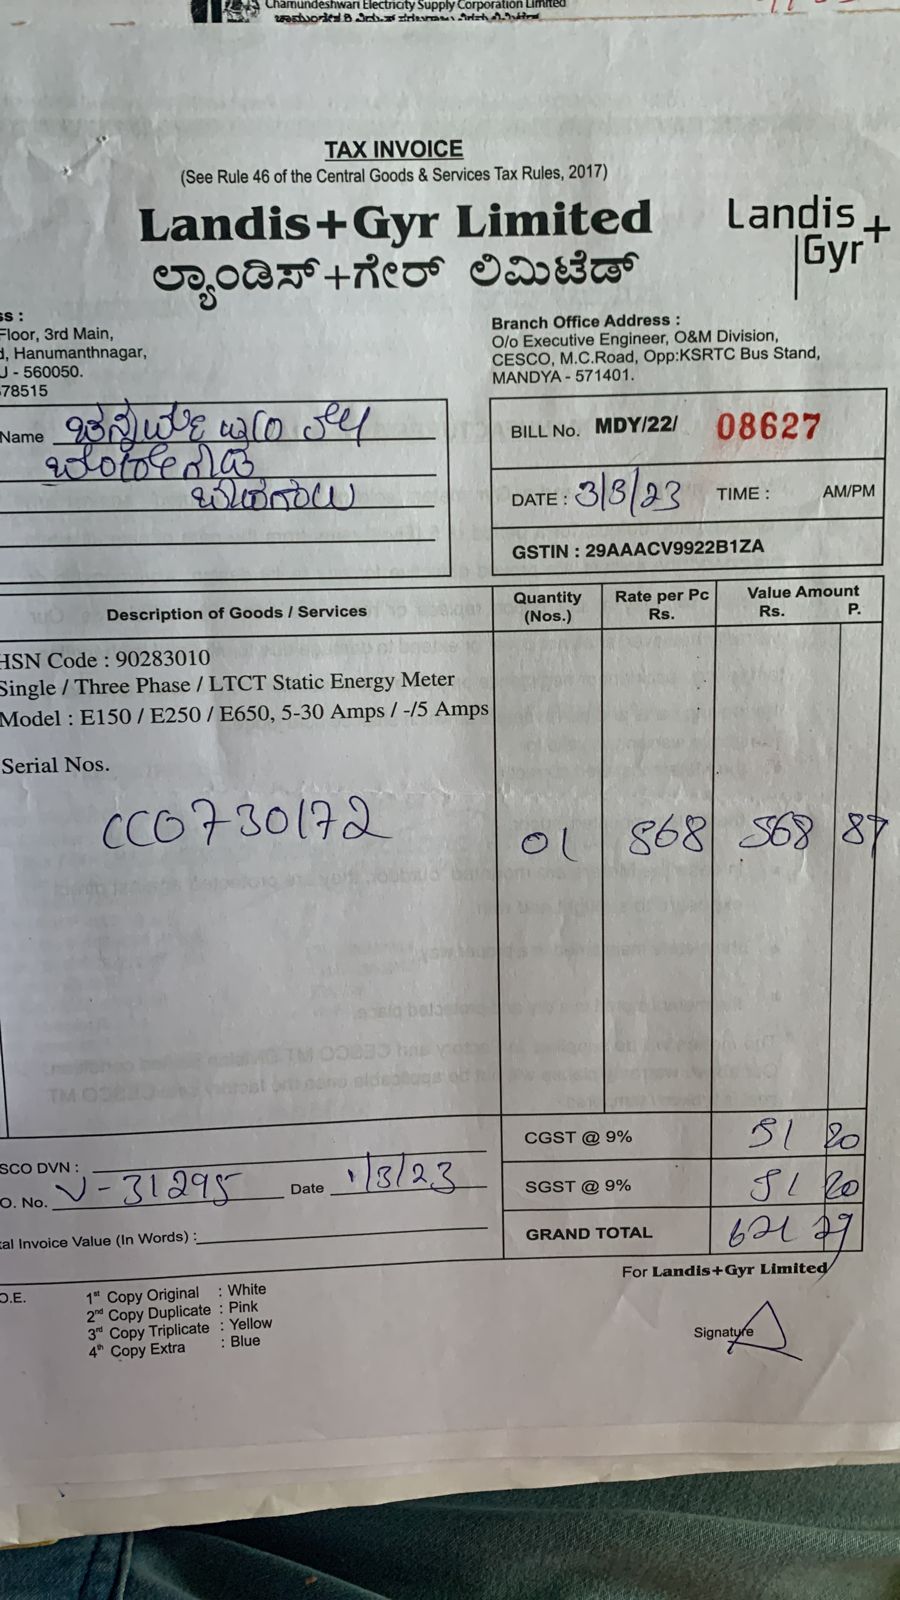 Chamundeshwari Electricity Supply Corporation Limited
TAX INVOICE
(See Rule 46 of the Central Goods & Services Tax Rules, 2017)
Landis+Gyr Limited
ಲ್ಯಾಂಡಿಸ್+ಗೇರ್ ಲಿಮಿಟೆಡ್
Landis
Gyr+
ss :
Floor, 3rd Main,
d, Hanumanthnagar,
U - 560050.
78515
Branch Office Address :
O/o Executive Engineer, O&M Division,
CESCO, M.C.Road, Opp:KSRTC Bus Stand,
MANDYA - 571401.
Name
BILL No. MDY/22/ 08627
DATE : 3/3/23 TIME : AM/PM
GSTIN : 29AAACV9922B1ZA
Description of Goods / Services Quantity (Nos.) Rate per Pc Rs. Value Amount Rs. P.
HSN Code : 90283010
Single / Three Phase / LTCT Static Energy Meter
Model : E150 / E250 / E650, 5-30 Amps / -/5 Amps
Serial Nos.
CC0730172 01 868 568 87
CGST @ 9% 51 20
SCO DVN :
O. No. V-31295 Date 1/3/23
SGST @ 9% 51 20
al Invoice Value (In Words) :
GRAND TOTAL 671 29
For Landis+Gyr Limited
O.E.
1st Copy Original : White
2nd Copy Duplicate : Pink
3rd Copy Triplicate : Yellow
4th Copy Extra : Blue
Signature